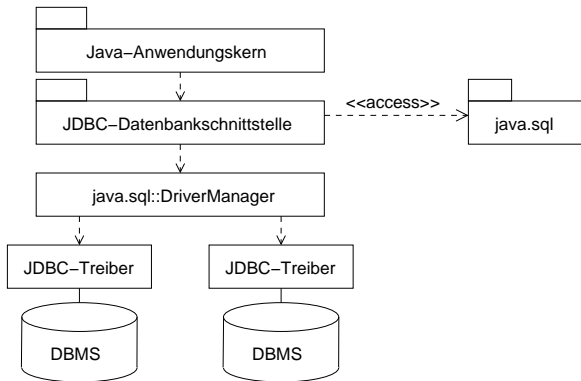 Java−Anwendungskern
<<access>>
JDBC−Datenbankschnittstelle
java.sql
java.sql::DriverManager
JDBC−Treiber
JDBC−Treiber
DBMS
DBMS